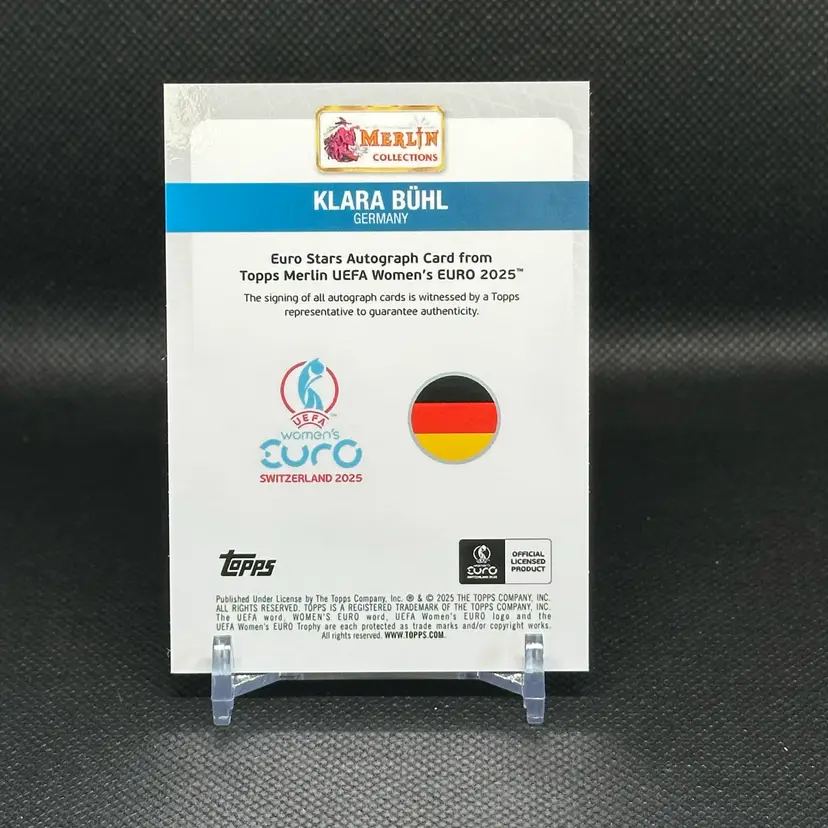 MERLIN
COLLECTIONS
KLARA BÜHL
GERMANY
Euro Stars Autograph Card from
Topps Merlin UEFA Women's EURO 2025™
The signing of all autograph cards is witnessed by a Topps
representative to guarantee authenticity.
UEFA™
women's
EURO
SWITZERLAND 2025
topps
EURO
OFFICIAL
LICENSED
PRODUCT
Published Under License by The Topps Company, Inc. ® & © 2025 THE TOPPS COMPANY, INC.
ALL RIGHTS RESERVED. TOPPS IS A REGISTERED TRADEMARK OF THE TOPPS COMPANY, INC.
The UEFA word, WOMEN'S EURO word, UEFA Women's EURO logo and the
UEFA Women's EURO Trophy are each protected as trade marks and/or copyright works.
All rights reserved. WWW.TOPPS.COM.